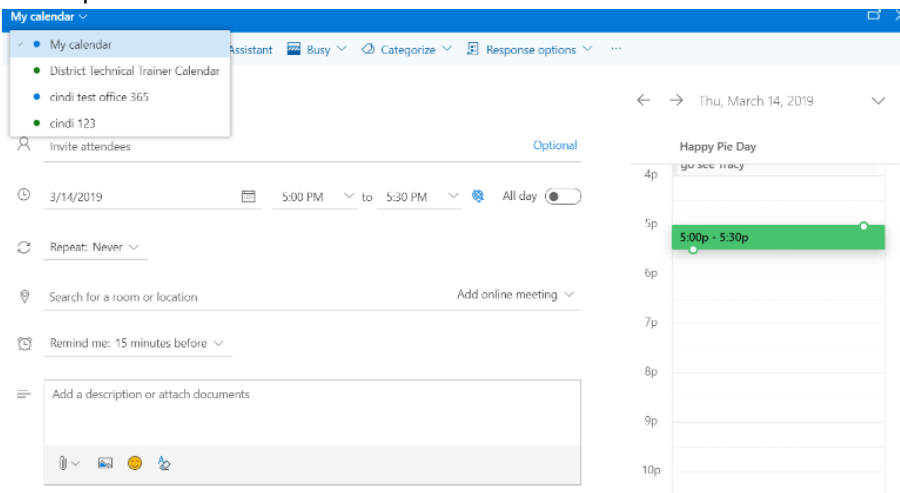 My calendar
My calendar
Assistant Busy Categorize Response options ...
District Technical Trainer Calendar
cindi test office 365
cindi 123
Invite attendees Optional
3/14/2019 5:00 PM to 5:30 PM All day
Repeat: Never
Search for a room or location Add online meeting
Remind me: 15 minutes before
Add a description or attach documents
Thu, March 14, 2019
Happy Pie Day
go see Tracy
4p
5p
5:00p - 5:30p
6p
7p
8p
9p
10p